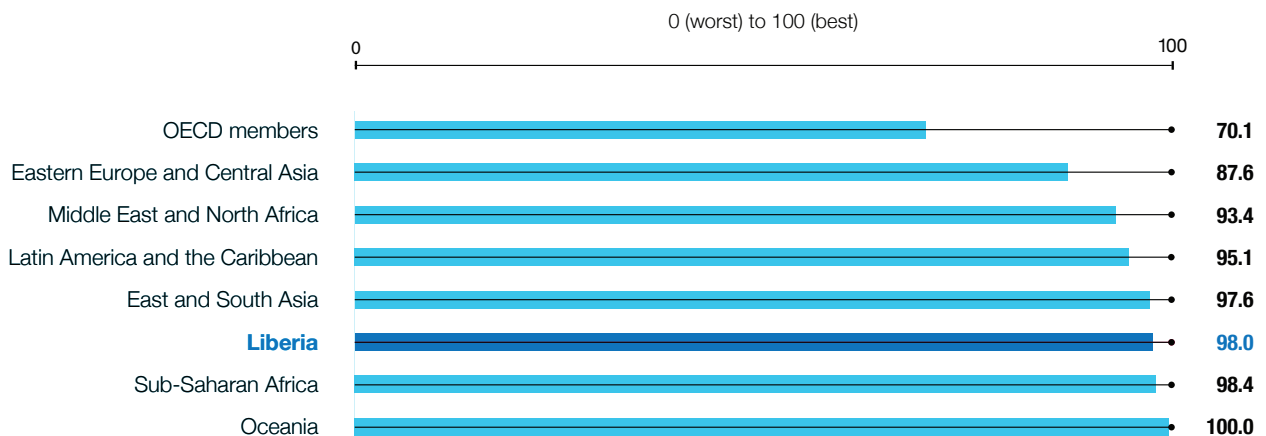 0 (worst) to 100 (best)
0 100
OECD members 70.1
Eastern Europe and Central Asia 87.6
Middle East and North Africa 93.4
Latin America and the Caribbean 95.1
East and South Asia 97.6
Liberia 98.0
Sub-Saharan Africa 98.4
Oceania 100.0